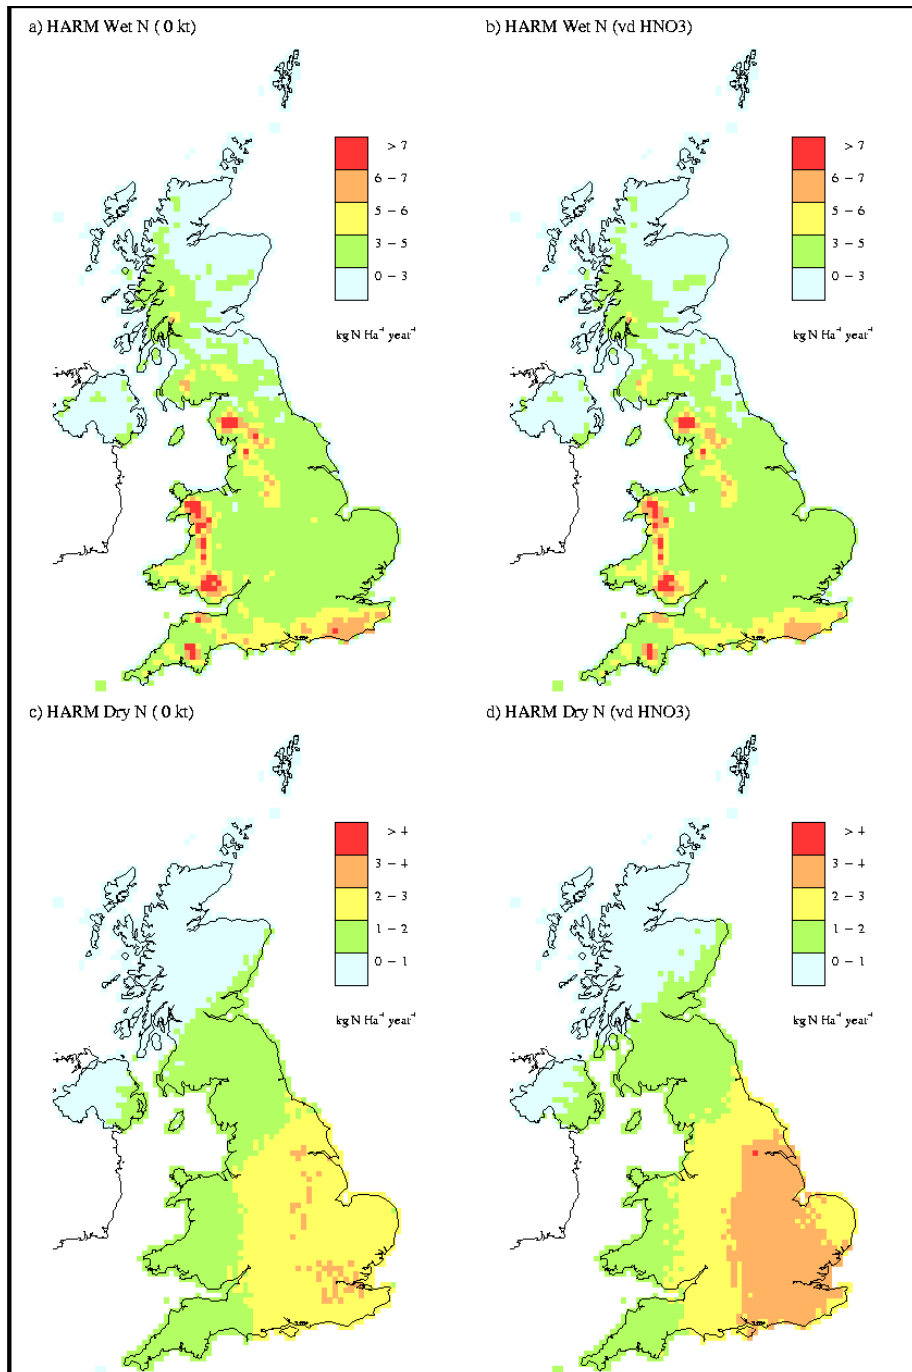 a) HARM Wet N ( 0 kt)
> 7
6 − 7
5 − 6
3 − 5
0 − 3
kg N Ha⁻¹ year⁻¹
b) HARM Wet N (vd HNO3)
> 7
6 − 7
5 − 6
3 − 5
0 − 3
kg N Ha⁻¹ year⁻¹
c) HARM Dry N ( 0 kt)
> 4
3 − 4
2 − 3
1 − 2
0 − 1
kg N Ha⁻¹ year⁻¹
d) HARM Dry N (vd HNO3)
> 4
3 − 4
2 − 3
1 − 2
0 − 1
kg N Ha⁻¹ year⁻¹